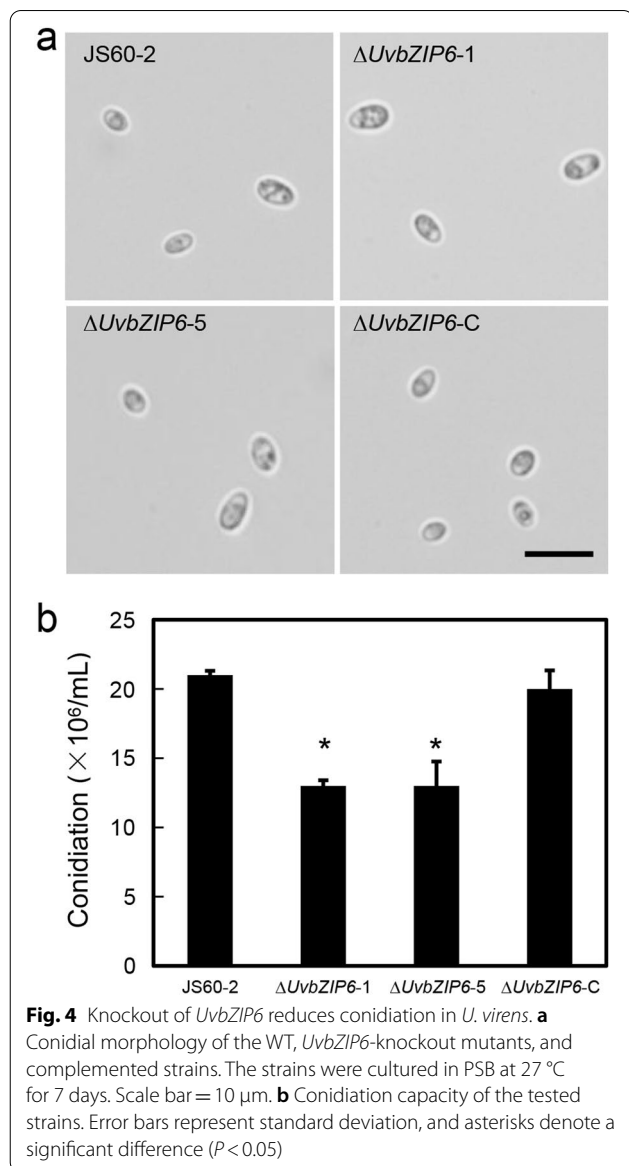 a
JS60-2
ΔUvbZIP6-1
ΔUvbZIP6-5
ΔUvbZIP6-C
b
25
20
15
10
5
0
Conidiation (×10⁶/mL)
* *
JS60-2 ΔUvbZIP6-1 ΔUvbZIP6-5 ΔUvbZIP6-C
Fig. 4 Knockout of UvbZIP6 reduces conidiation in U. virens. a
Conidial morphology of the WT, UvbZIP6-knockout mutants, and
complemented strains. The strains were cultured in PSB at 27 °C
for 7 days. Scale bar = 10 μm. b Conidiation capacity of the tested
strains. Error bars represent standard deviation, and asterisks denote a
significant difference (P < 0.05)